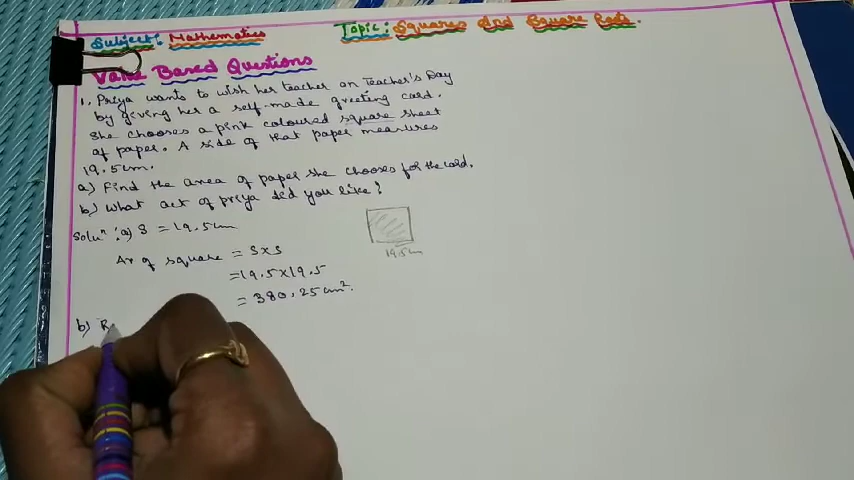 Subject: Mathematics
Topic: Squares And Square Roots.
Value Based Questions
1. Priya wants to wish her teacher on Teacher's Day
by giving her a self-made greeting card.
She chooses a pink coloured square sheet
of paper. A side of that paper measures
19.5cm.
a) Find the area of paper she chooses for the card.
b) What act of priya did you like?
Soluⁿ: a) S = 19.5cm
Ar of square = S×S
=19.5×19.5
= 380.25cm².
19.5cm
b)